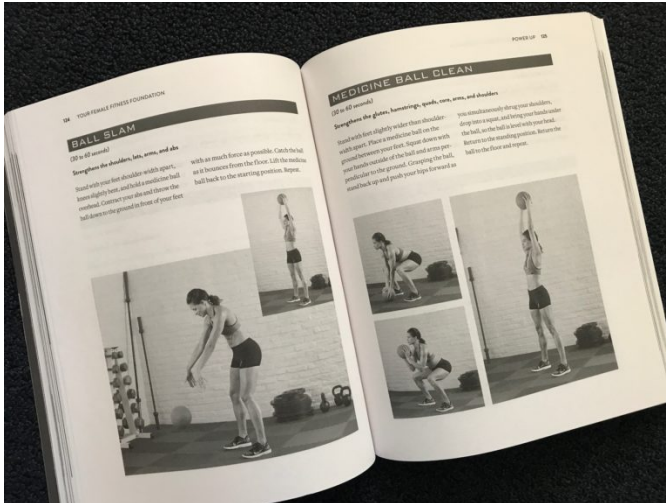 134 YOUR FEMALE FITNESS FOUNDATION
BALL SLAM
(30 to 60 seconds)
Strengthens the shoulders, lats, arms, and abs
Stand with your feet shoulder-width apart,
knees slightly bent, and hold a medicine ball
overhead. Contract your abs and throw the
ball down to the ground in front of your feet
with as much force as possible. Catch the ball
as it bounces from the floor. Lift the medicine
ball back to the starting position. Repeat.
POWER UP 135
MEDICINE BALL CLEAN
(30 to 60 seconds)
Strengthens the glutes, hamstrings, quads, core, arms, and shoulders
Stand with feet slightly wider than shoulder-
width apart. Place a medicine ball on the
ground between your feet. Squat down with
your hands outside of the ball and arms per-
pendicular to the ground. Grasping the ball,
stand back up and push your hips forward as
you simultaneously shrug your shoulders,
drop into a squat, and bring your hands under
the ball, so the ball is level with your head.
Return to the standing position. Return the
ball to the floor and repeat.